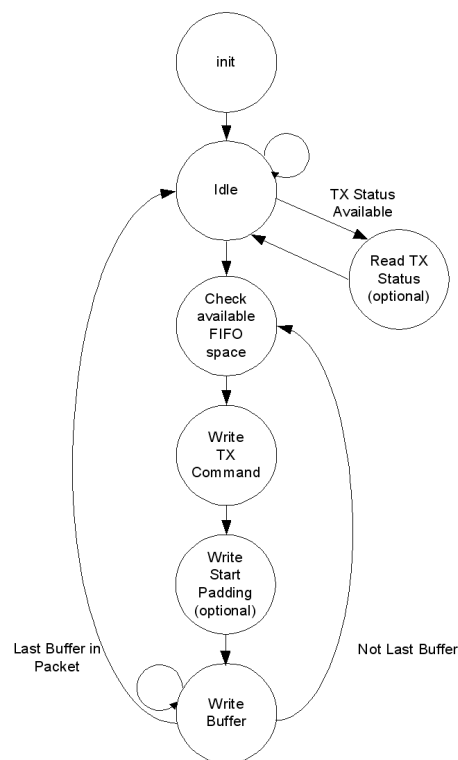 init
Idle
TX Status
Available
Read TX
Status
(optional)
Check
available
FIFO
space
Write
TX
Command
Write
Start
Padding
(optional)
Last Buffer in
Packet
Not Last Buffer
Write
Buffer